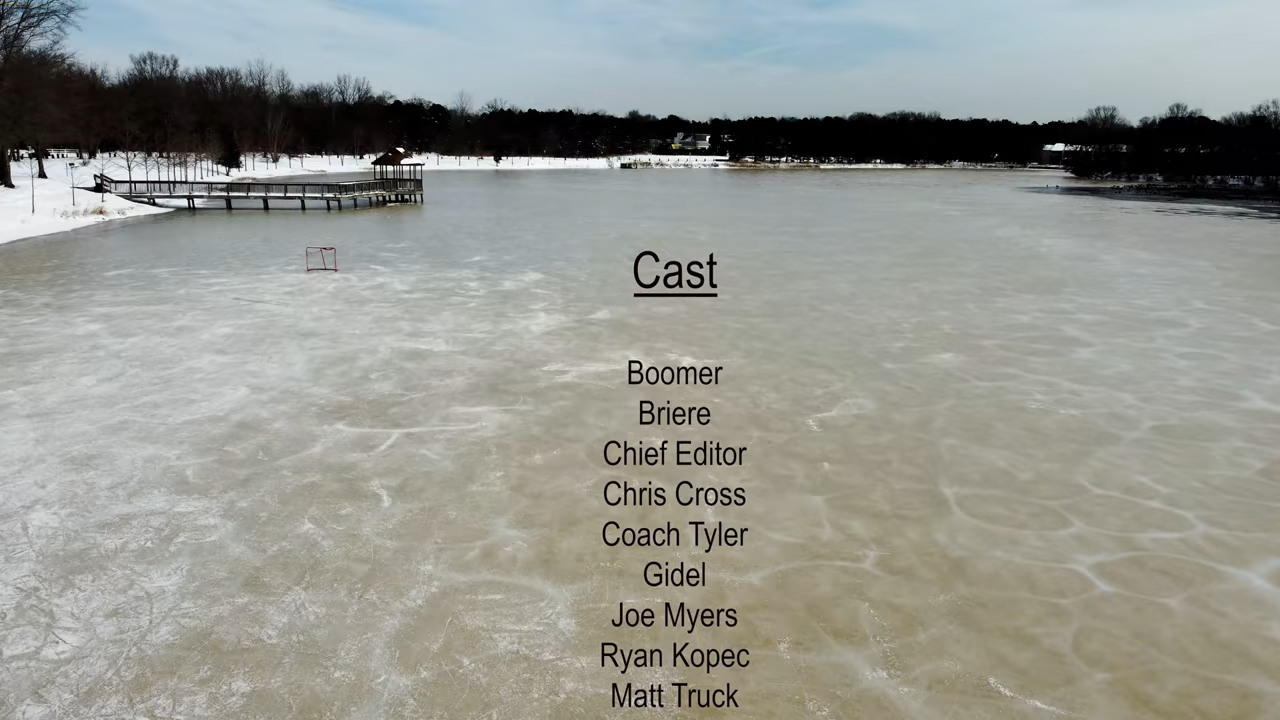 Cast
Boomer
Briere
Chief Editor
Chris Cross
Coach Tyler
Gidel
Joe Myers
Ryan Kopec
Matt Truck